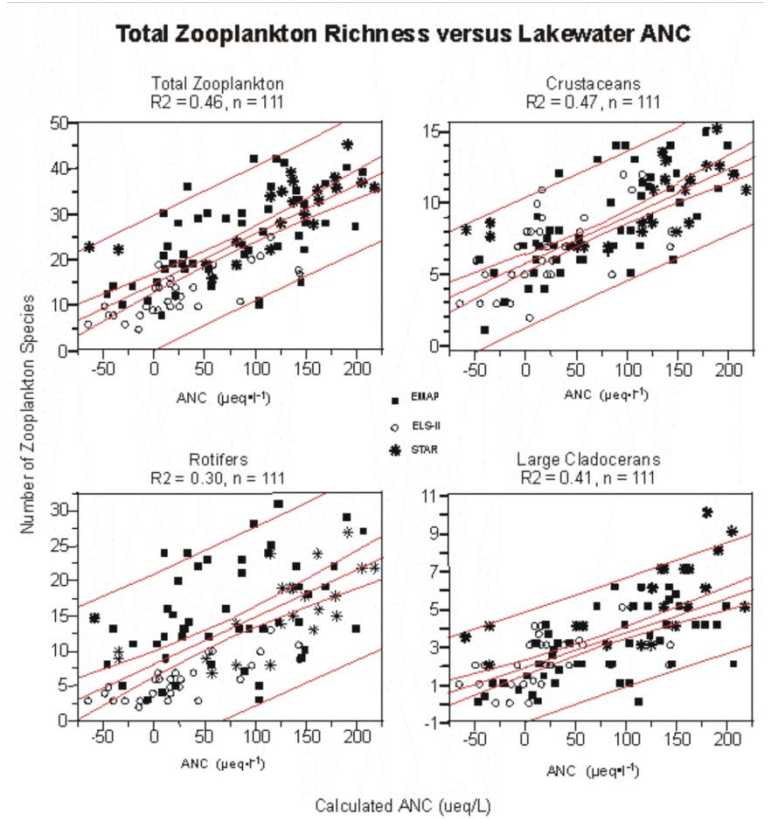 Total Zooplankton Richness versus Lakewater ANC
Total Zooplankton
R2 = 0.46, n = 111
50
40
30
20
10
0
-50 0 50 100 150 200
ANC (µeq•l-1)
Crustaceans
R2 = 0.47, n = 111
15
10
5
0
-50 0 50 100 150 200
ANC (µeq•l-1)
Number of Zooplankton Species
EMAP
ELS-II
STAR
Rotifers
R2 = 0.30, n = 111
30
25
20
15
10
5
0
-50 0 50 100 150 200
ANC (µeq•l-1)
Large Cladocerans
R2 = 0.41, n = 111
11
9
7
5
3
1
-1
-50 0 50 100 150 200
ANC (µeq•l-1)
Calculated ANC (ueq/L)